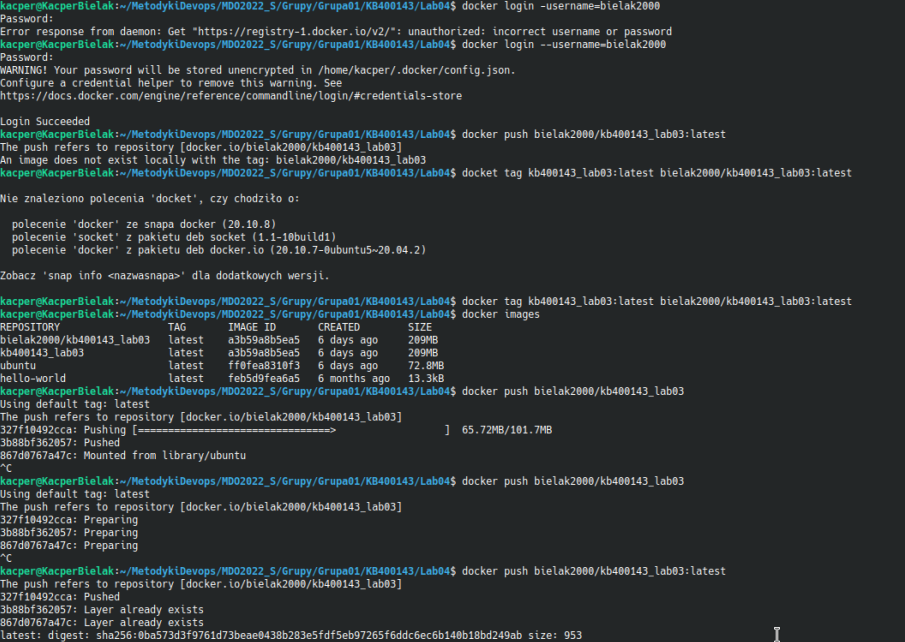 kacper@KacperBielak:~/MetodykiDevops/MDO2022_S/Grupy/Grupa01/KB400143/Lab04$ docker login -username=bielak2000
Password:
Error response from daemon: Get "https://registry-1.docker.io/v2/": unauthorized: incorrect username or password
kacper@KacperBielak:~/MetodykiDevops/MDO2022_S/Grupy/Grupa01/KB400143/Lab04$ docker login --username=bielak2000
Password:
WARNING! Your password will be stored unencrypted in /home/kacper/.docker/config.json.
Configure a credential helper to remove this warning. See
https://docs.docker.com/engine/reference/commandline/login/#credentials-store

Login Succeeded
kacper@KacperBielak:~/MetodykiDevops/MDO2022_S/Grupy/Grupa01/KB400143/Lab04$ docker push bielak2000/kb400143_lab03:latest
The push refers to repository [docker.io/bielak2000/kb400143_lab03]
An image does not exist locally with the tag: bielak2000/kb400143_lab03
kacper@KacperBielak:~/MetodykiDevops/MDO2022_S/Grupy/Grupa01/KB400143/Lab04$ docket tag kb400143_lab03:latest bielak2000/kb400143_lab03:latest

Nie znaleziono polecenia 'docket', czy chodziło o:

  polecenie 'docker' ze snapa docker (20.10.8)
  polecenie 'socket' z pakietu deb socket (1.1-10build1)
  polecenie 'docker' z pakietu deb docker.io (20.10.7-0ubuntu5~20.04.2)

Zobacz 'snap info <nazwasnapa>' dla dodatkowych wersji.

kacper@KacperBielak:~/MetodykiDevops/MDO2022_S/Grupy/Grupa01/KB400143/Lab04$ docker tag kb400143_lab03:latest bielak2000/kb400143_lab03:latest
kacper@KacperBielak:~/MetodykiDevops/MDO2022_S/Grupy/Grupa01/KB400143/Lab04$ docker images
REPOSITORY                  TAG       IMAGE ID       CREATED        SIZE
bielak2000/kb400143_lab03   latest    a3b59a8b5ea5   6 days ago     209MB
kb400143_lab03              latest    a3b59a8b5ea5   6 days ago     209MB
ubuntu                      latest    ff0fea8310f3   6 days ago     72.8MB
hello-world                 latest    feb5d9fea6a5   6 months ago   13.3kB
kacper@KacperBielak:~/MetodykiDevops/MDO2022_S/Grupy/Grupa01/KB400143/Lab04$ docker push bielak2000/kb400143_lab03
Using default tag: latest
The push refers to repository [docker.io/bielak2000/kb400143_lab03]
327f10492cca: Pushing [================================>                  ]  65.72MB/101.7MB
3b88bf362057: Pushed
867d0767a47c: Mounted from library/ubuntu
^C
kacper@KacperBielak:~/MetodykiDevops/MDO2022_S/Grupy/Grupa01/KB400143/Lab04$ docker push bielak2000/kb400143_lab03
Using default tag: latest
The push refers to repository [docker.io/bielak2000/kb400143_lab03]
327f10492cca: Preparing
3b88bf362057: Preparing
867d0767a47c: Preparing
^C
kacper@KacperBielak:~/MetodykiDevops/MDO2022_S/Grupy/Grupa01/KB400143/Lab04$ docker push bielak2000/kb400143_lab03:latest
The push refers to repository [docker.io/bielak2000/kb400143_lab03]
327f10492cca: Pushed
3b88bf362057: Layer already exists
867d0767a47c: Layer already exists
latest: digest: sha256:0ba573d3f9761d73beae0438b283e5fdf5eb97265f6ddc6ec6b140b18bd249ab size: 953